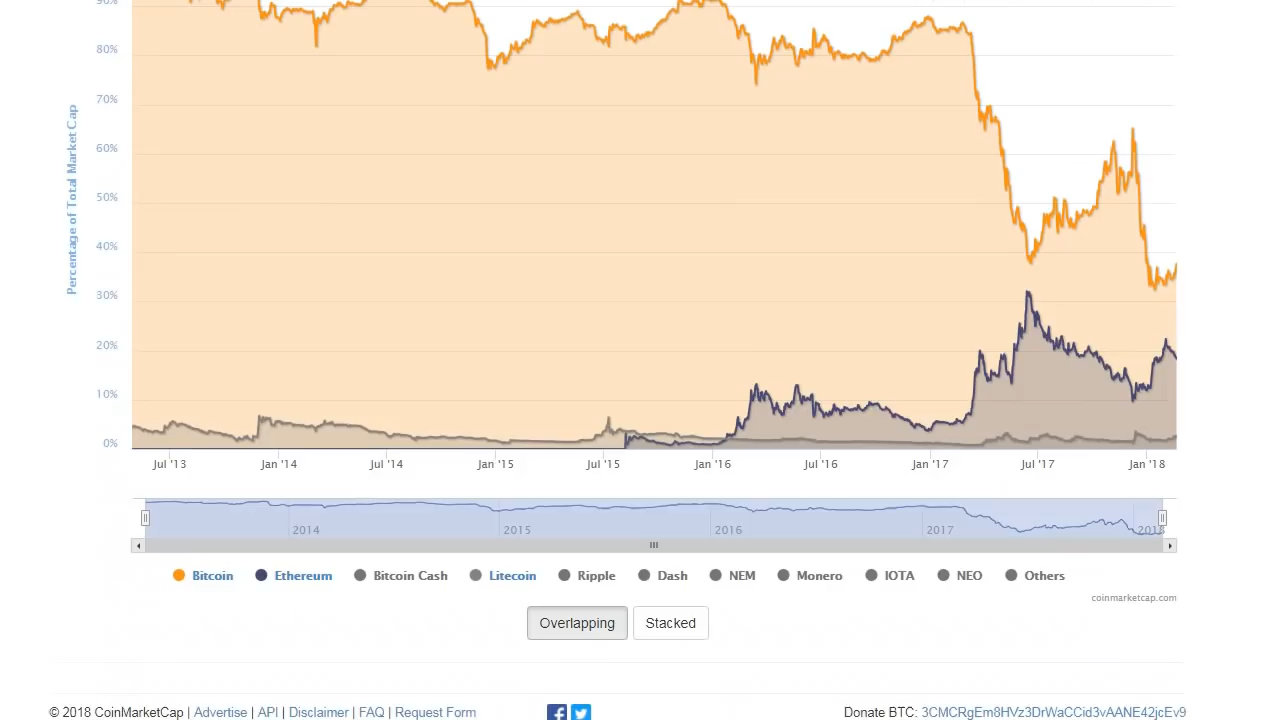 90%
80%
70%
60%
50%
40%
30%
20%
10%
0%
Percentage of Total Market Cap
Jul '13 Jan '14 Jul '14 Jan '15 Jul '15 Jan '16 Jul '16 Jan '17 Jul '17 Jan '18
2014 2015 2016 2017 2018
Bitcoin Ethereum Bitcoin Cash Litecoin Ripple Dash NEM Monero IOTA NEO Others
coinmarketcap.com
Overlapping Stacked
© 2018 CoinMarketCap | Advertise | API | Disclaimer | FAQ | Request Form
Donate BTC: 3CMCRgEm8HVz3DrWaCCid3vAANE42jcEv9